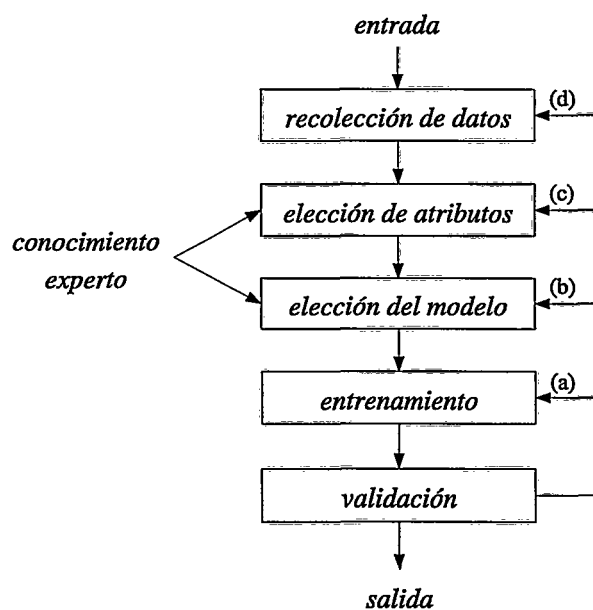 entrada
(d)
recolección de datos
(c)
elección de atributos
conocimiento
experto
(b)
elección del modelo
(a)
entrenamiento
validación
salida